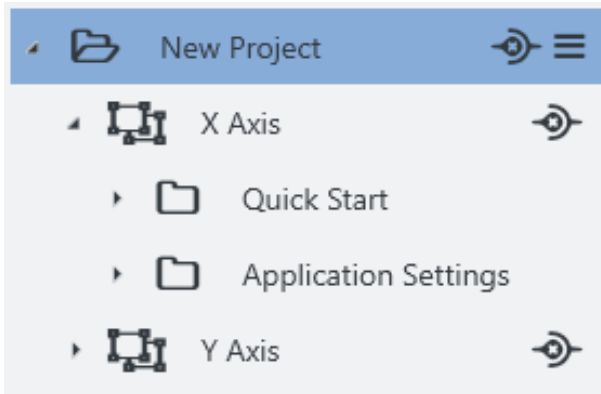 New Project
X Axis
Quick Start
Application Settings
Y Axis